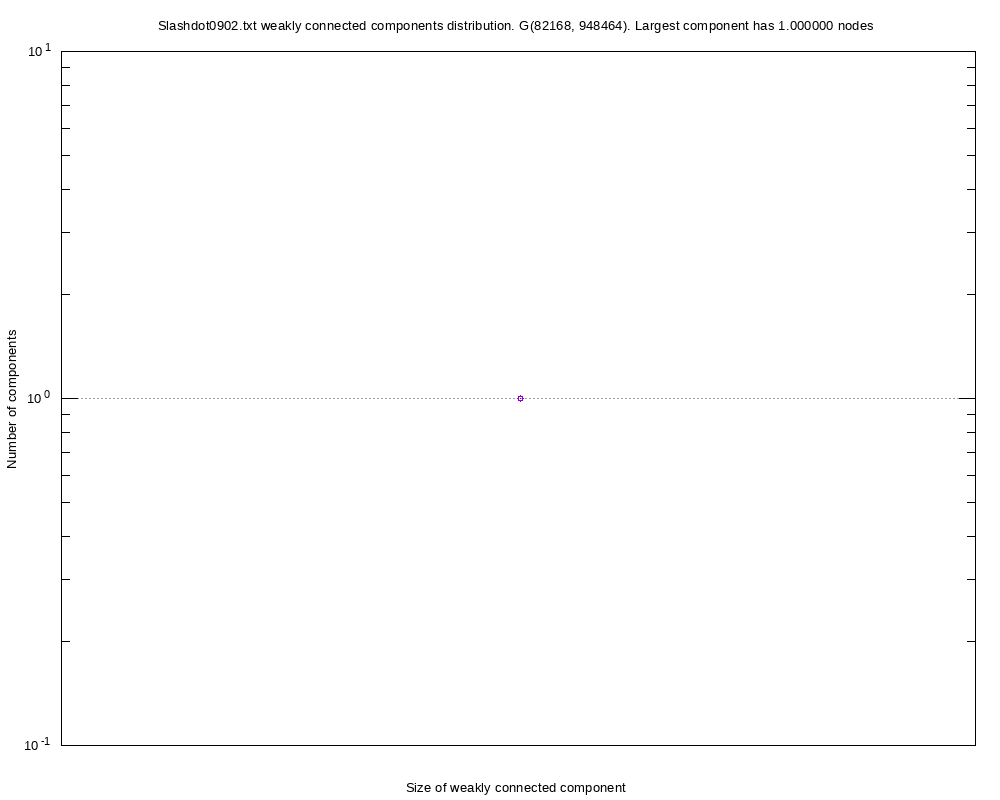 Slashdot0902.txt weakly connected components distribution. G(82168, 948464). Largest component has 1.000000 nodes
10^1
10^0
10^-1
Number of components
Size of weakly connected component